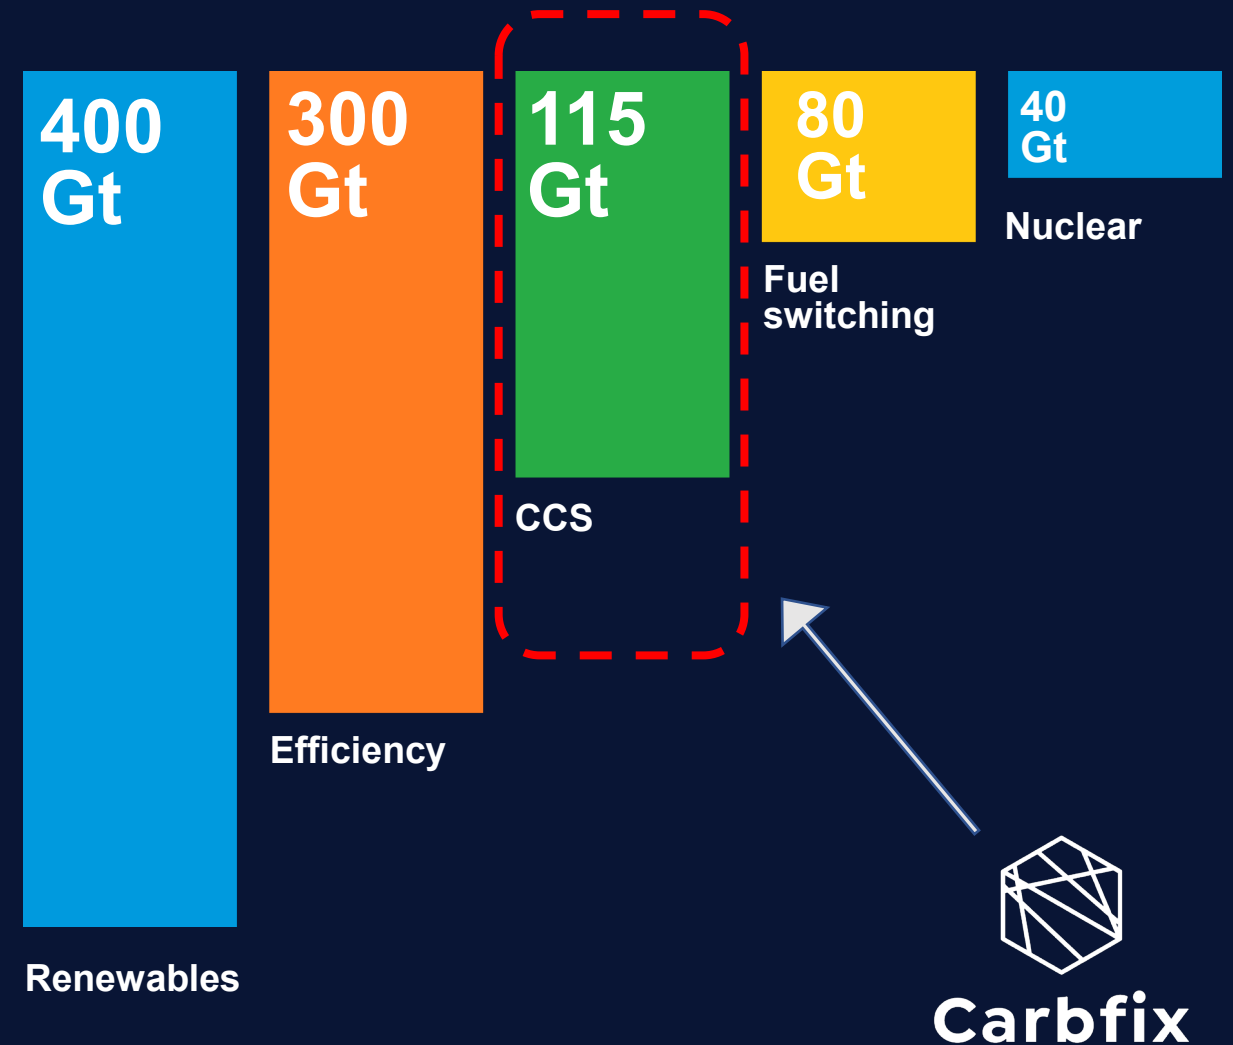 400
Gt
300
Gt
115
Gt
80
Gt
40
Gt
Nuclear
Fuel
switching
CCS
Efficiency
Renewables
Carbfix